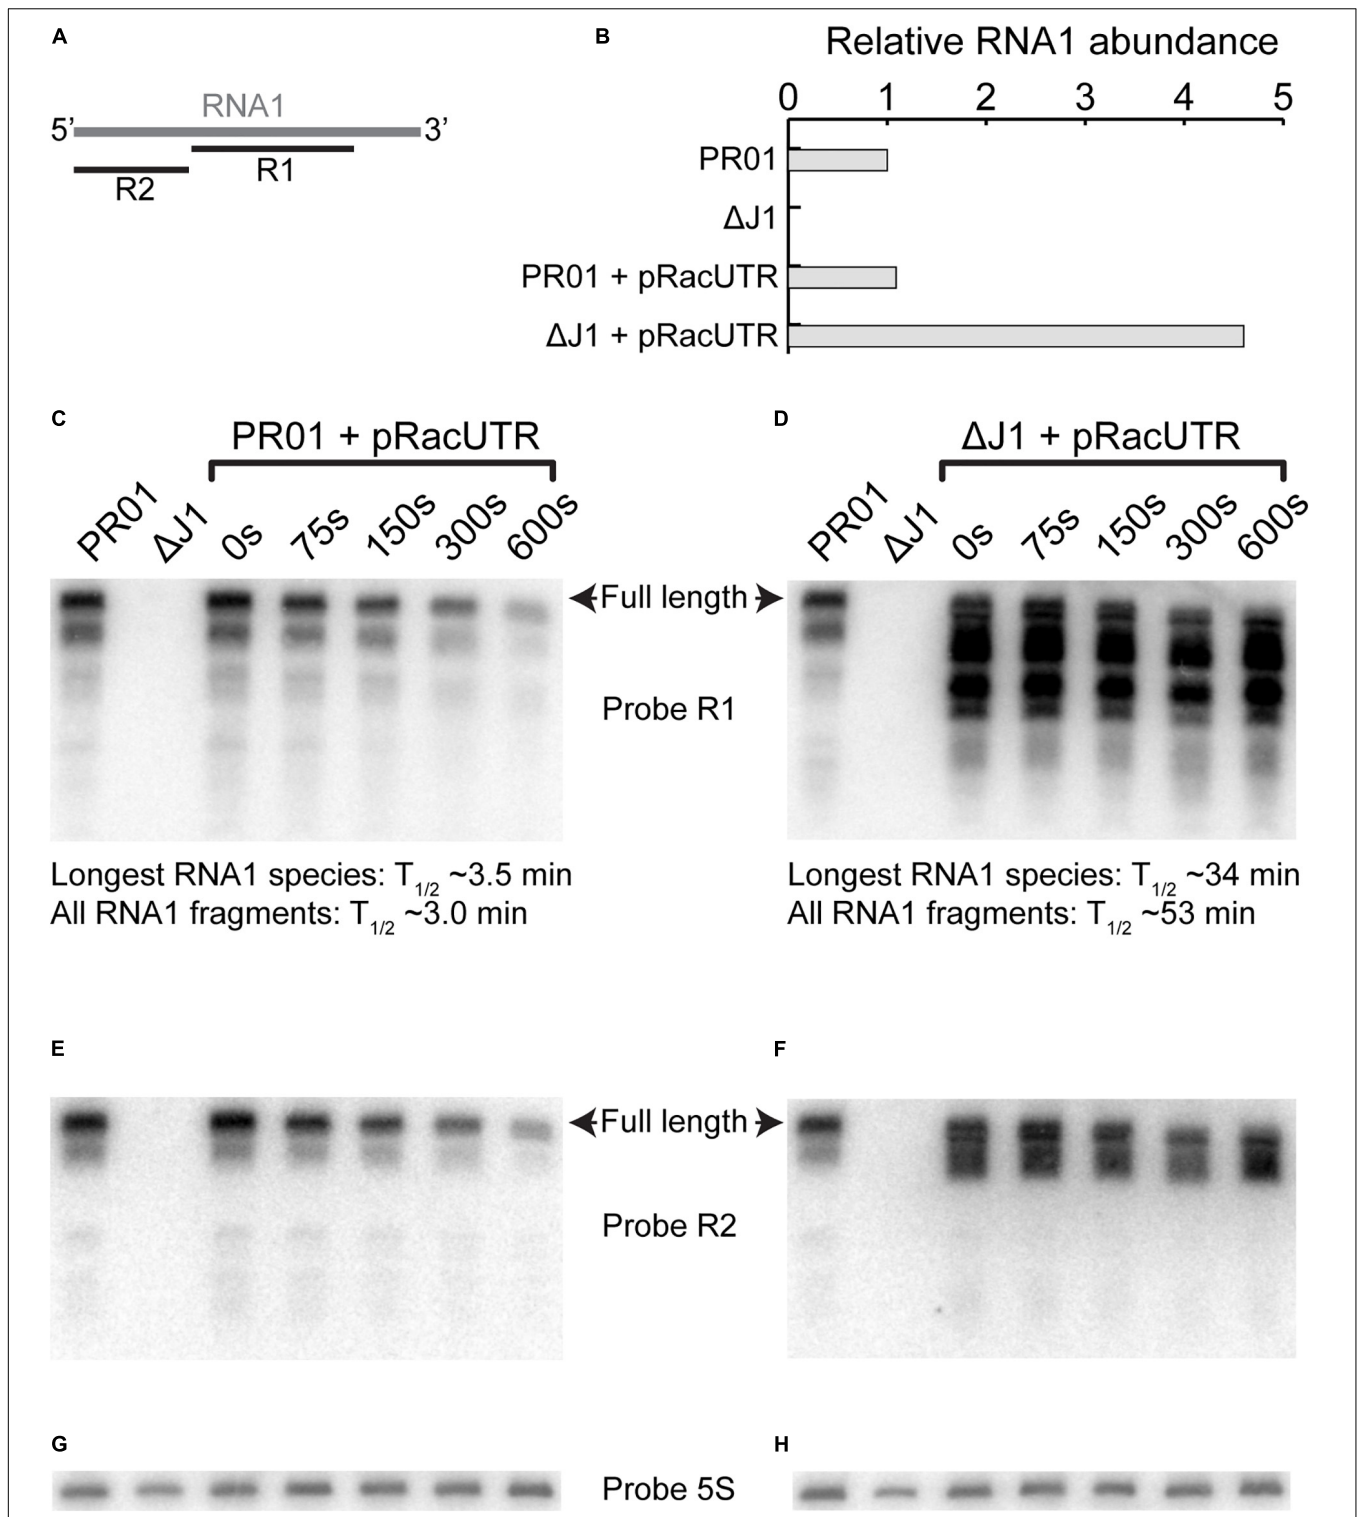 A
RNA1
5’ 3’
R1
R2
B
Relative RNA1 abundance
0 1 2 3 4 5
PR01
ΔJ1
PR01 + pRacUTR
ΔJ1 + pRacUTR
C
PR01 + pRacUTR
PR01 ΔJ1 0s 75s 150s 300s 600s
D
ΔJ1 + pRacUTR
PR01 ΔJ1 0s 75s 150s 300s 600s
Full length
Probe R1
Longest RNA1 species: T1/2 ~3.5 min
All RNA1 fragments: T1/2 ~3.0 min
Longest RNA1 species: T1/2 ~34 min
All RNA1 fragments: T1/2 ~53 min
E
F
Full length
Probe R2
G
H
Probe 5S